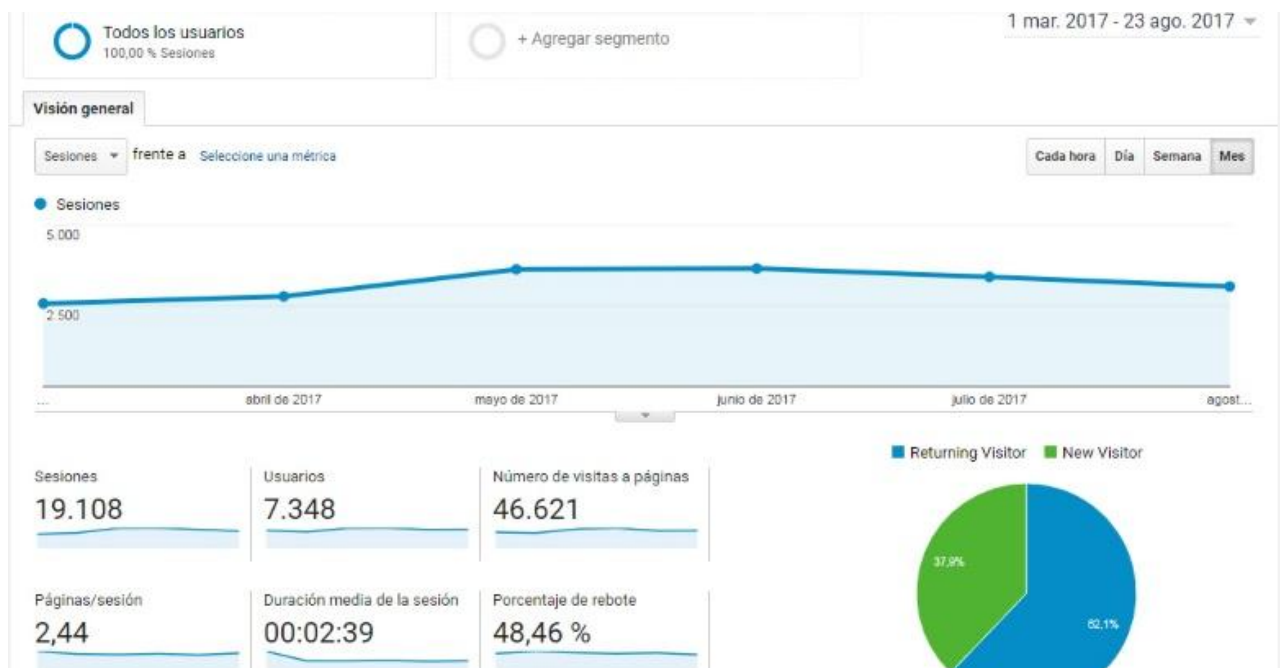 Todos los usuarios
100,00 % Sesiones
+ Agregar segmento
1 mar. 2017 - 23 ago. 2017
Visión general
Sesiones frente a Seleccione una métrica
Cada hora Día Semana Mes
Sesiones
5.000
2.500
... abril de 2017 mayo de 2017 junio de 2017 julio de 2017 agost...
Returning Visitor New Visitor
Sesiones Usuarios Número de visitas a páginas
19.108 7.348 46.621
37,9%
62,1%
Páginas/sesión Duración media de la sesión Porcentaje de rebote
2,44 00:02:39 48,46 %